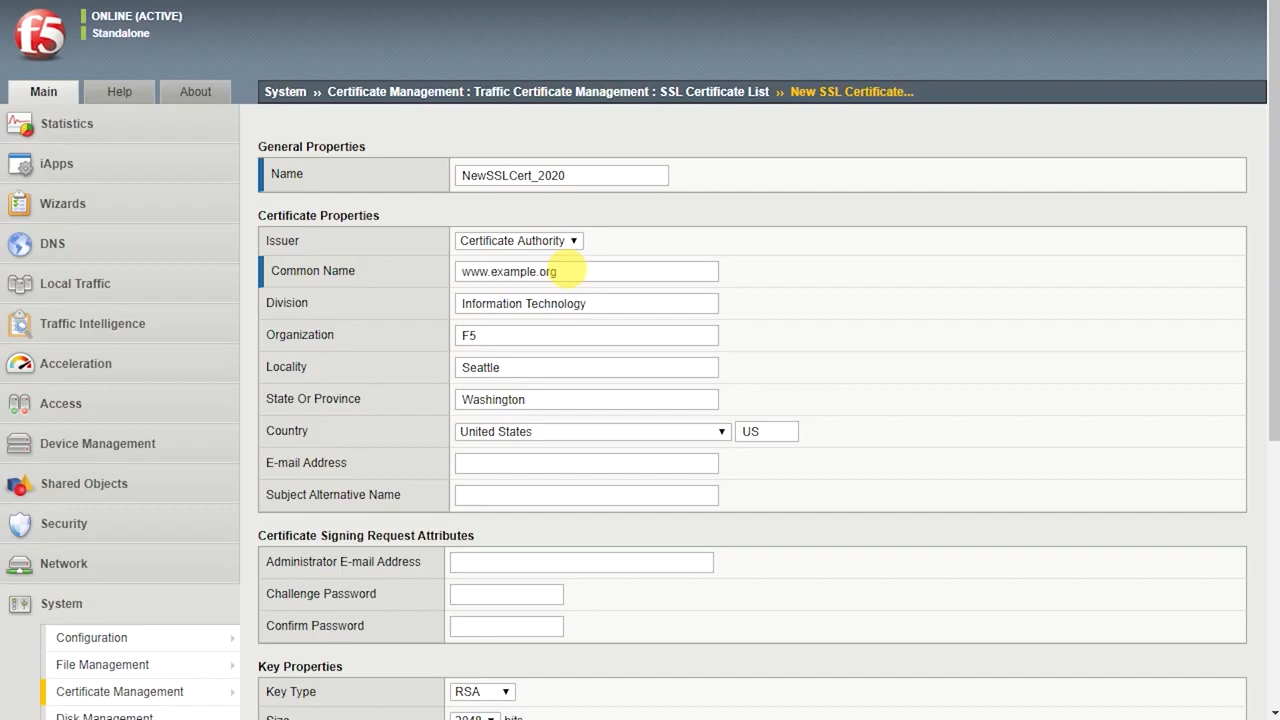 f5
ONLINE (ACTIVE)
Standalone
Main
Help
About
System ›› Certificate Management : Traffic Certificate Management : SSL Certificate List ›› New SSL Certificate...
Statistics
iApps
Wizards
DNS
Local Traffic
Traffic Intelligence
Acceleration
Access
Device Management
Shared Objects
Security
Network
System
Configuration
File Management
Certificate Management
Disk Management
General Properties
Name NewSSLCert_2020
Certificate Properties
Issuer Certificate Authority
Common Name www.example.org
Division Information Technology
Organization F5
Locality Seattle
State Or Province Washington
Country United States US
E-mail Address
Subject Alternative Name
Certificate Signing Request Attributes
Administrator E-mail Address
Challenge Password
Confirm Password
Key Properties
Key Type RSA
Size 2048 bits